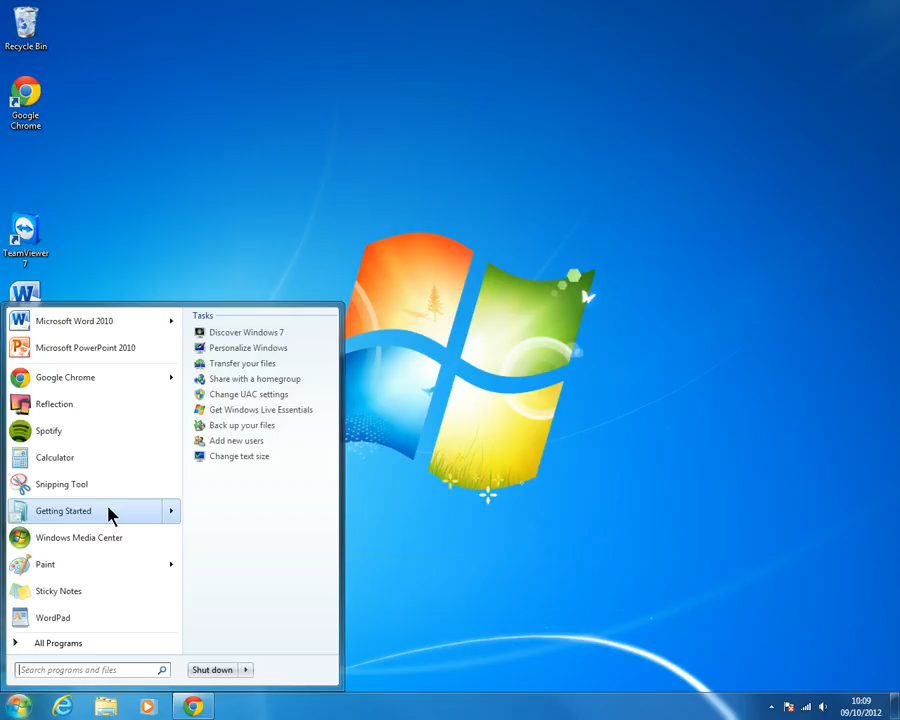 Recycle Bin
Google
Chrome
TeamViewer
7
Microsoft Word 2010
Microsoft PowerPoint 2010
Google Chrome
Reflection
Spotify
Calculator
Snipping Tool
Getting Started
Windows Media Center
Paint
Sticky Notes
WordPad
All Programs
Search programs and files
Tasks
Discover Windows 7
Personalize Windows
Transfer your files
Share with a homegroup
Change UAC settings
Get Windows Live Essentials
Back up your files
Add new users
Change text size
Shut down
10:09
09/10/2012